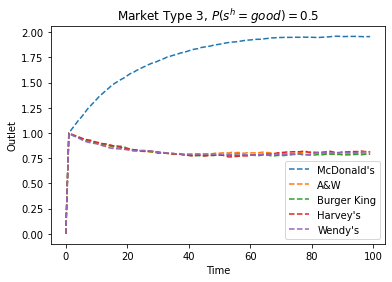 Market Type 3, P(s^h = good) = 0.5
2.00
1.75
1.50
1.25
1.00
0.75
0.50
0.25
0.00
Outlet
McDonald's
A&W
Burger King
Harvey's
Wendy's
0 20 40 60 80 100
Time